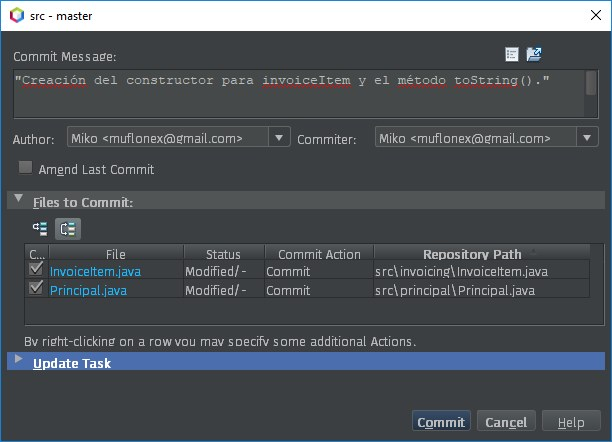 src - master
Commit Message:
"Creación del constructor para invoiceItem y el método toString()."
Author: Miko <muflonex@gmail.com> Commiter: Miko <muflonex@gmail.com>
Amend Last Commit
Files to Commit:
C... File Status Commit Action Repository Path
InvoiceItem.java Modified/- Commit src\invoicing\InvoiceItem.java
Principal.java Modified/- Commit src\principal\Principal.java
By right-clicking on a row you may specify some additional Actions.
Update Task
Commit Cancel Help